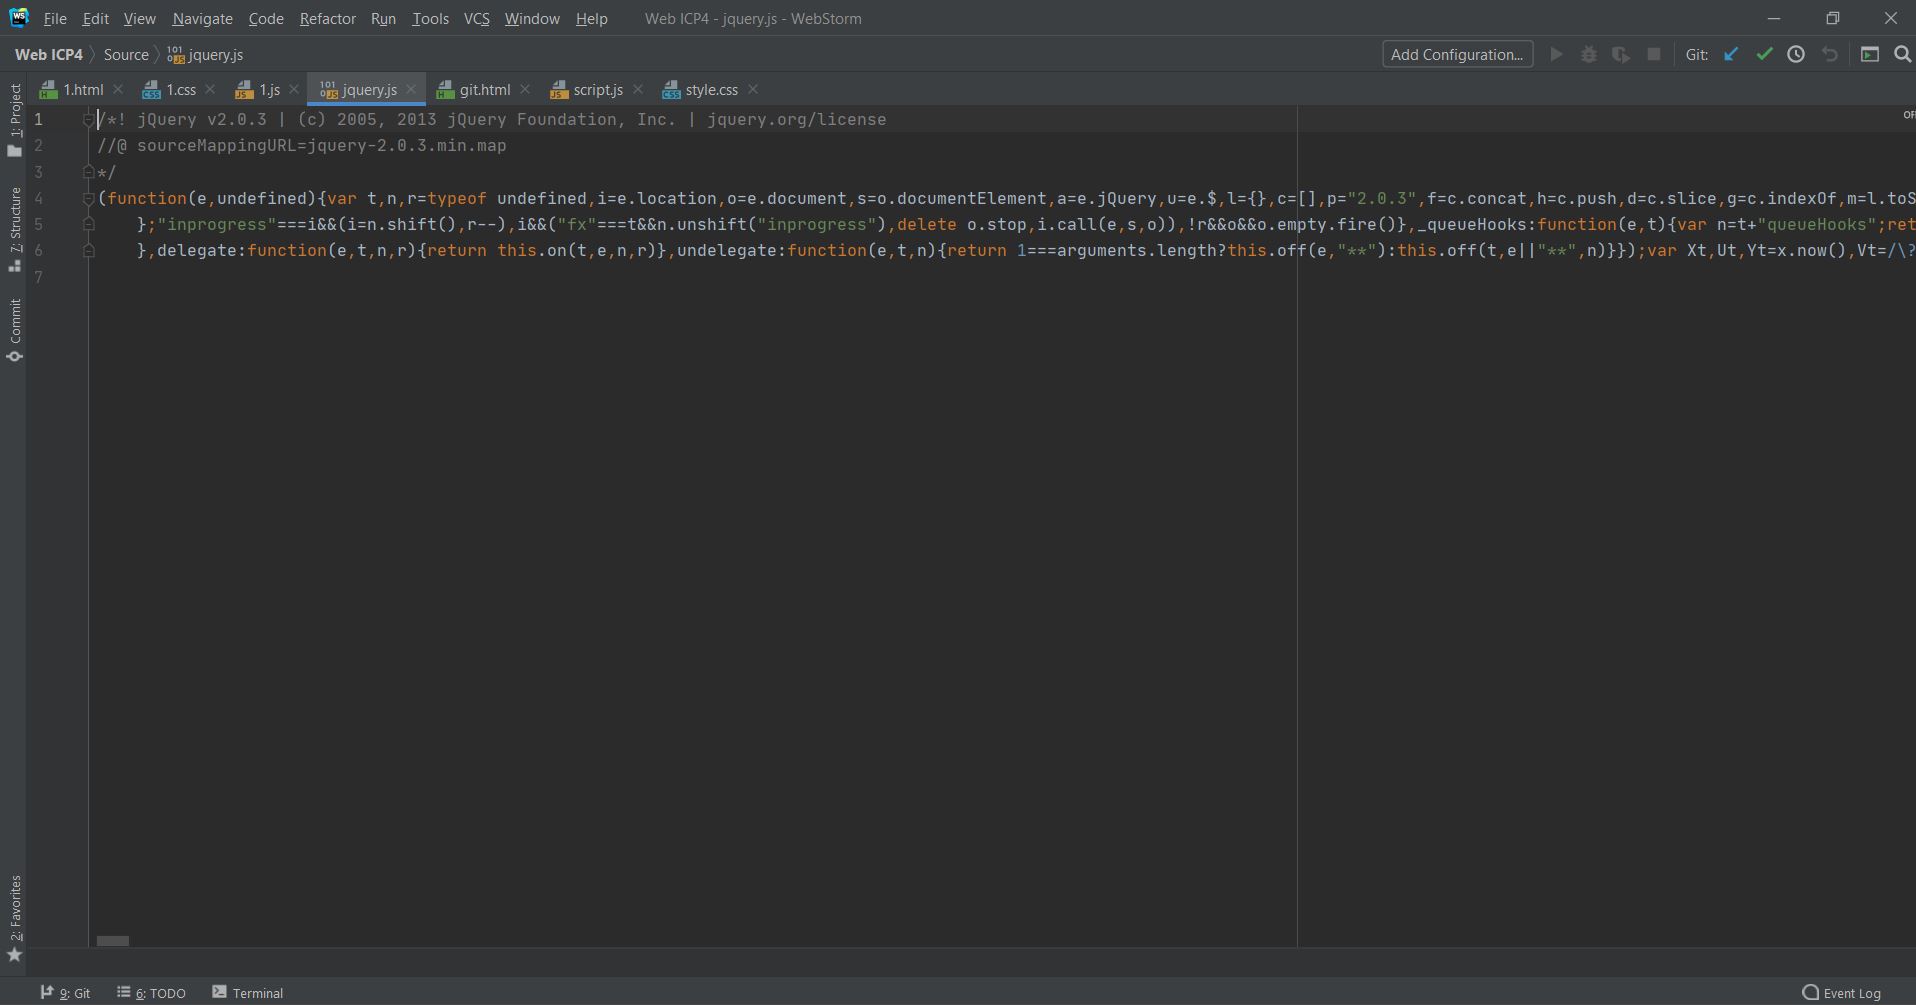 WS File Edit View Navigate Code Refactor Run Tools VCS Window Help Web ICP4 - jquery.js - WebStorm
Web ICP4 Source jquery.js Add Configuration... Git:
1.html 1.css 1.js jquery.js git.html script.js style.css
1: Project
7: Structure
Commit
2: Favorites
1 /*! jQuery v2.0.3 | (c) 2005, 2013 jQuery Foundation, Inc. | jquery.org/license
2 //@ sourceMappingURL=jquery-2.0.3.min.map
3 */
4 (function(e,undefined){var t,n,r=typeof undefined,i=e.location,o=e.document,s=o.documentElement,a=e.jQuery,u=e.$,l={},c=[],p="2.0.3",f=c.concat,h=c.push,d=c.slice,g=c.indexOf,m=l.toS
5 };"inprogress"===i&&(i=n.shift(),r--),i&&("fx"===t&&n.unshift("inprogress"),delete o.stop,i.call(e,s,o)),!r&&o&&o.empty.fire()},_queueHooks:function(e,t){var n=t+"queueHooks";ret
6 },delegate:function(e,t,n,r){return this.on(t,e,n,r)},undelegate:function(e,t,n){return 1===arguments.length?this.off(e,"**"):this.off(t,e||"**",n)}});var Xt,Ut,Yt=x.now(),Vt=/\?
7
9: Git 6: TODO Terminal Event Log